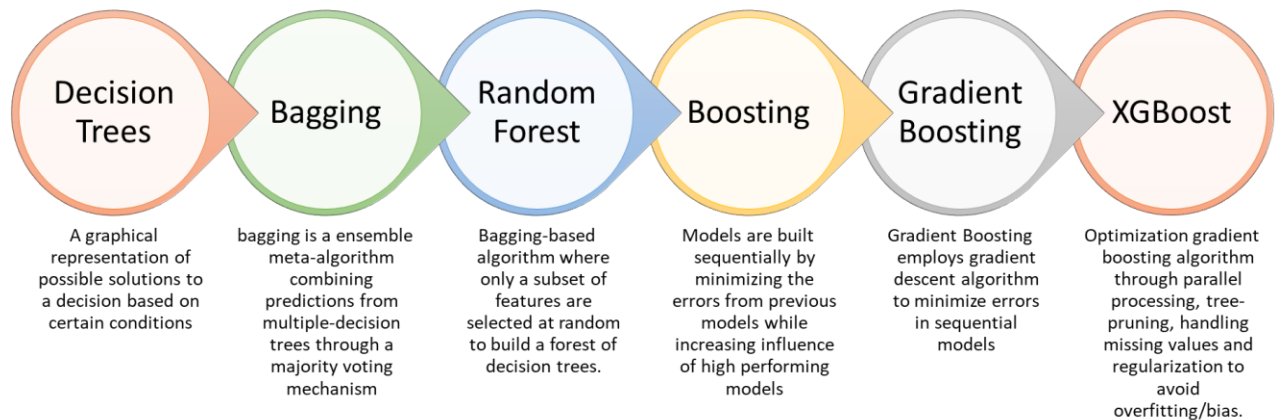 Decision
Trees
Bagging
Random
Forest
Boosting
Gradient
Boosting
XGBoost
A graphical
representation of
possible solutions to
a decision based on
certain conditions
bagging is a ensemble
meta-algorithm
combining
predictions from
multiple-decision
trees through a
majority voting
mechanism
Bagging-based
algorithm where
only a subset of
features are
selected at random
to build a forest of
decision trees.
Models are built
sequentially by
minimizing the
errors from previous
models while
increasing influence
of high performing
models
Gradient Boosting
employs gradient
descent algorithm
to minimize errors
in sequential
models
Optimization gradient
boosting algorithm
through parallel
processing, tree-
pruning, handling
missing values and
regularization to
avoid
overfitting/bias.